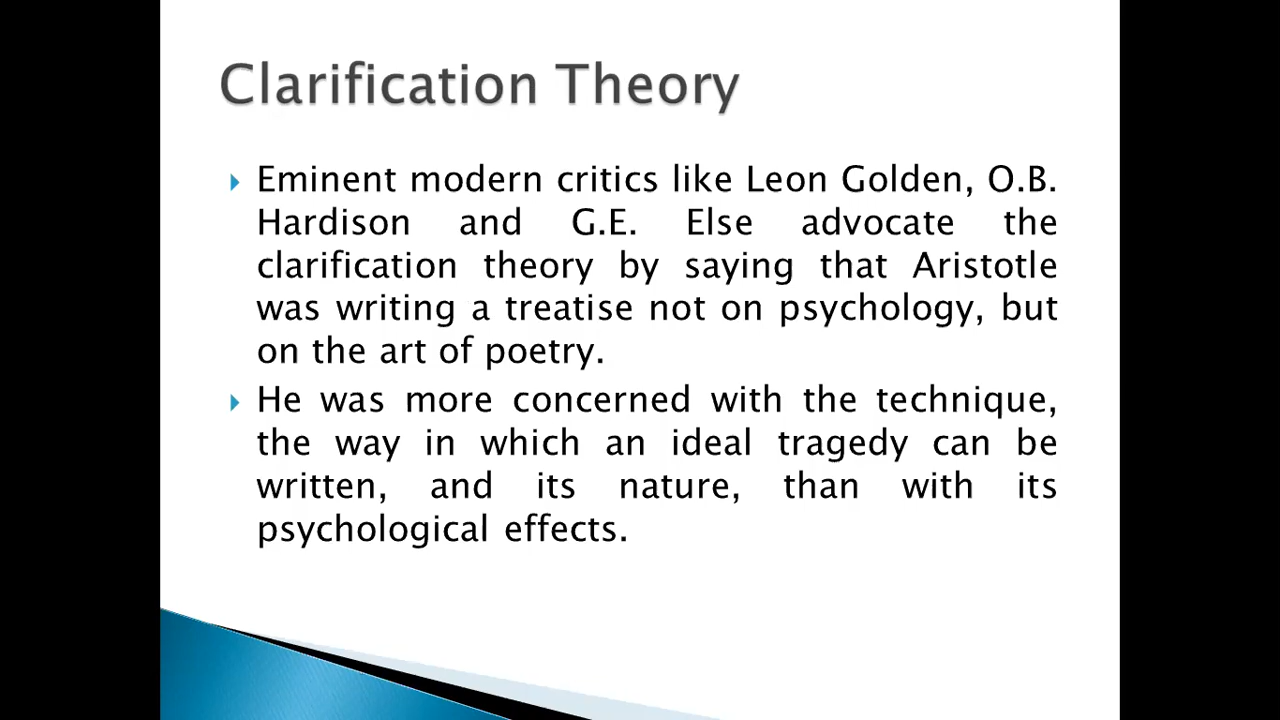 Clarification Theory
Eminent modern critics like Leon Golden, O.B.
Hardison and G.E. Else advocate the
clarification theory by saying that Aristotle
was writing a treatise not on psychology, but
on the art of poetry.
He was more concerned with the technique,
the way in which an ideal tragedy can be
written, and its nature, than with its
psychological effects.